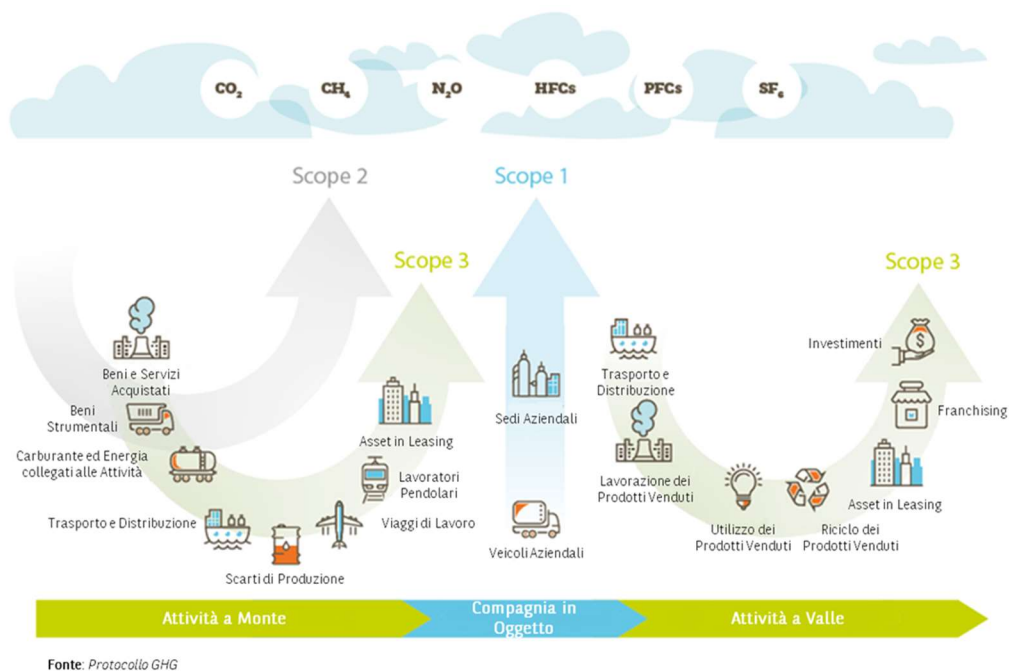 CO₂
CH₄
N₂O
HFCs
PFCs
SF₆
Scope 2
Scope 1
Scope 3
Scope 3
Beni e Servizi
Acquistati
Beni
Strumentali
Carburante ed Energia
collegati alle Attività
Trasporto e Distribuzione
Scarti di Produzione
Viaggi di Lavoro
Lavoratori
Pendolari
Asset in Leasing
Sedi Aziendali
Veicoli Aziendali
Trasporto e
Distribuzione
Lavorazione dei
Prodotti Venduti
Utilizzo dei
Prodotti Venduti
Riciclo dei
Prodotti Venduti
Asset in Leasing
Franchising
Investimenti
$
Attività a Monte
Compagnia in
Oggetto
Attività a Valle
Fonte: Protocollo GHG